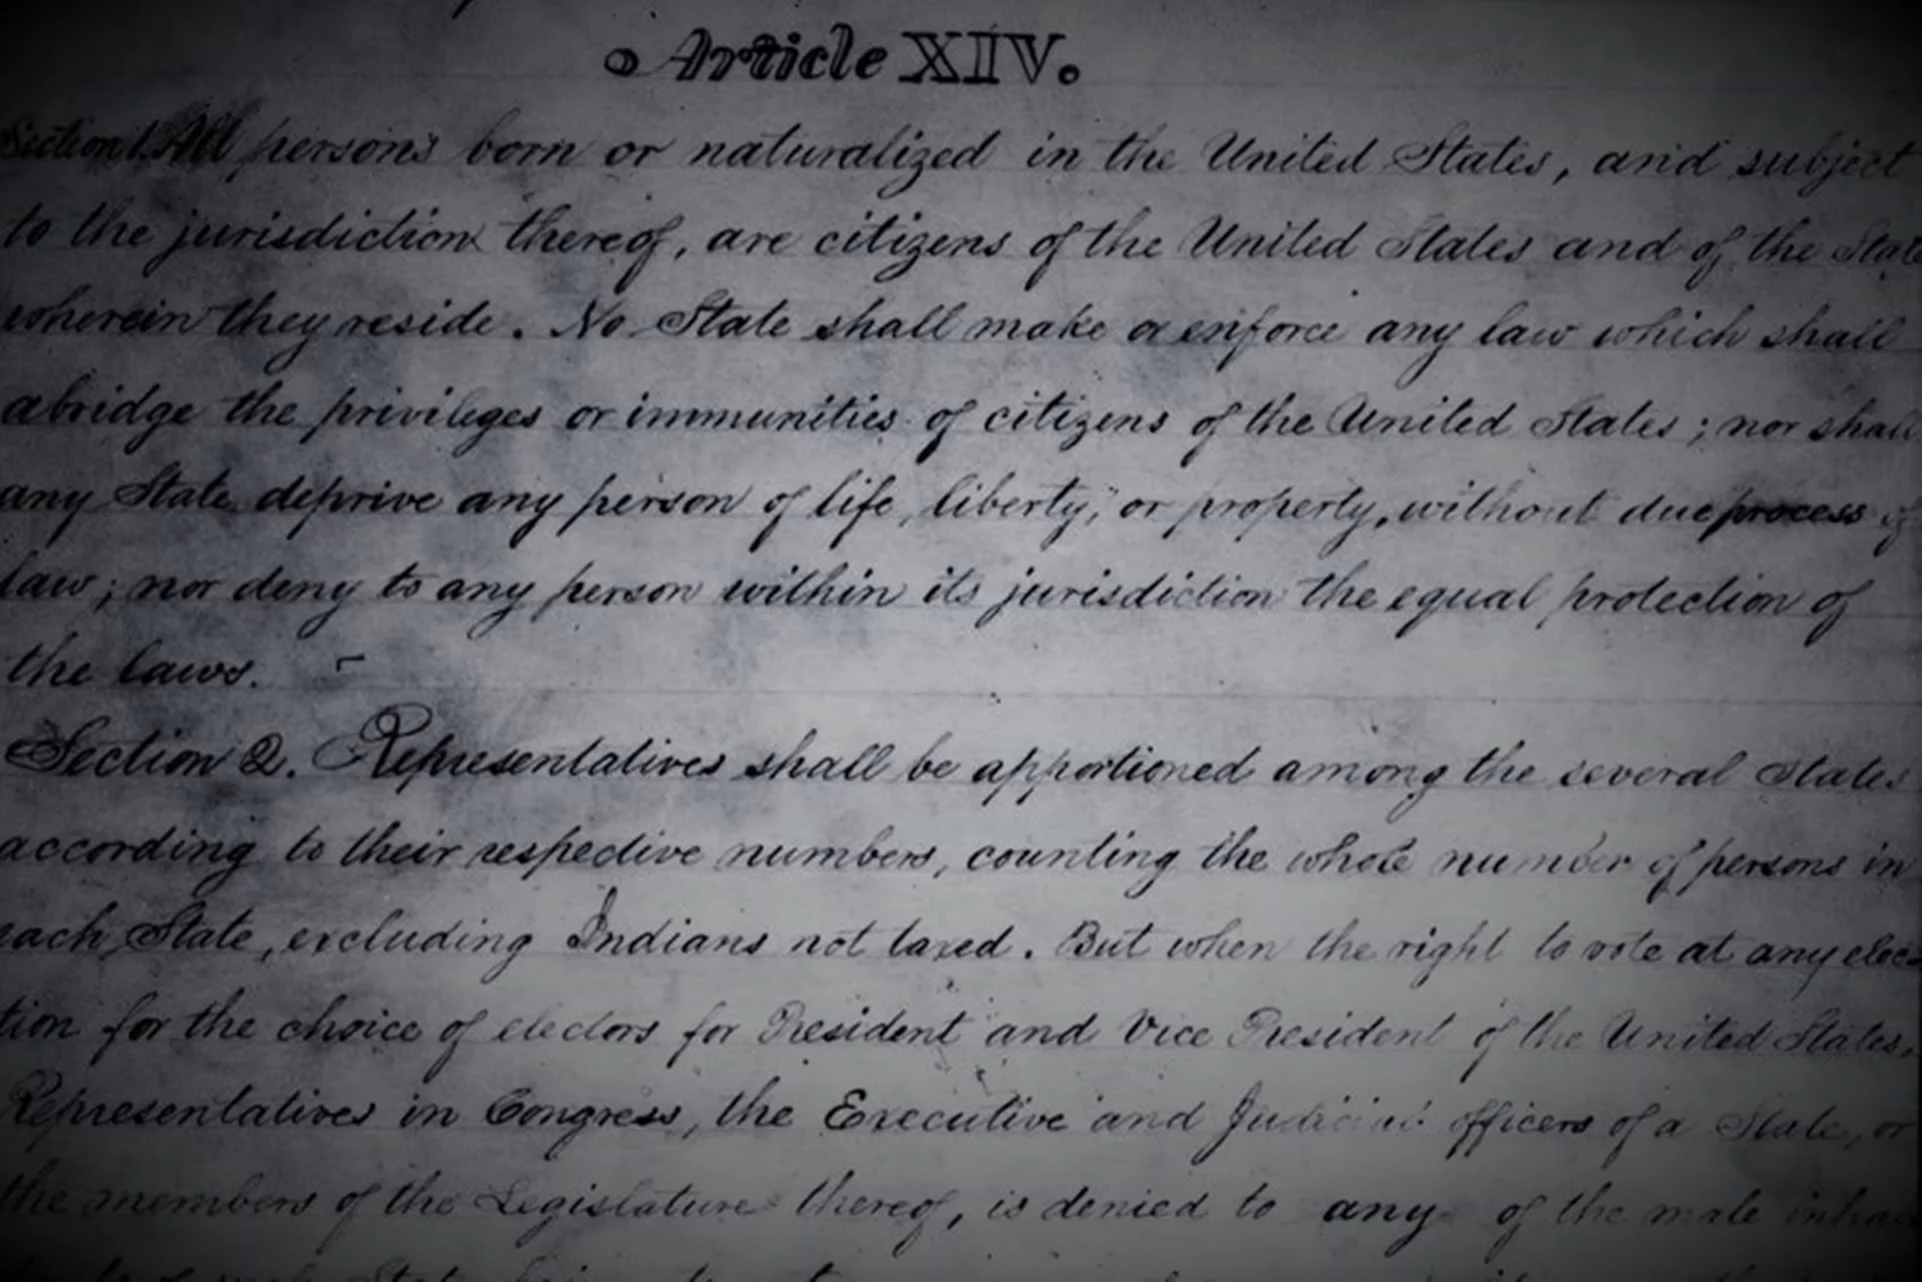 Article XIV.
Section 1. All persons born or naturalized in the United States, and subject
to the jurisdiction thereof, are citizens of the United States and of the State
wherein they reside. No State shall make or enforce any law which shall
abridge the privileges or immunities of citizens of the United States; nor shall
any State deprive any person of life, liberty, or property, without due process of
law; nor deny to any person within its jurisdiction the equal protection of
the laws.
Section 2. Representatives shall be apportioned among the several States
according to their respective numbers, counting the whole number of persons in
each State, excluding Indians not taxed. But when the right to vote at any elec-
tion for the choice of electors for President and Vice President of the United States,
Representatives in Congress, the Executive and Judicial officers of a State, or
the members of the Legislature thereof, is denied to any of the male inha